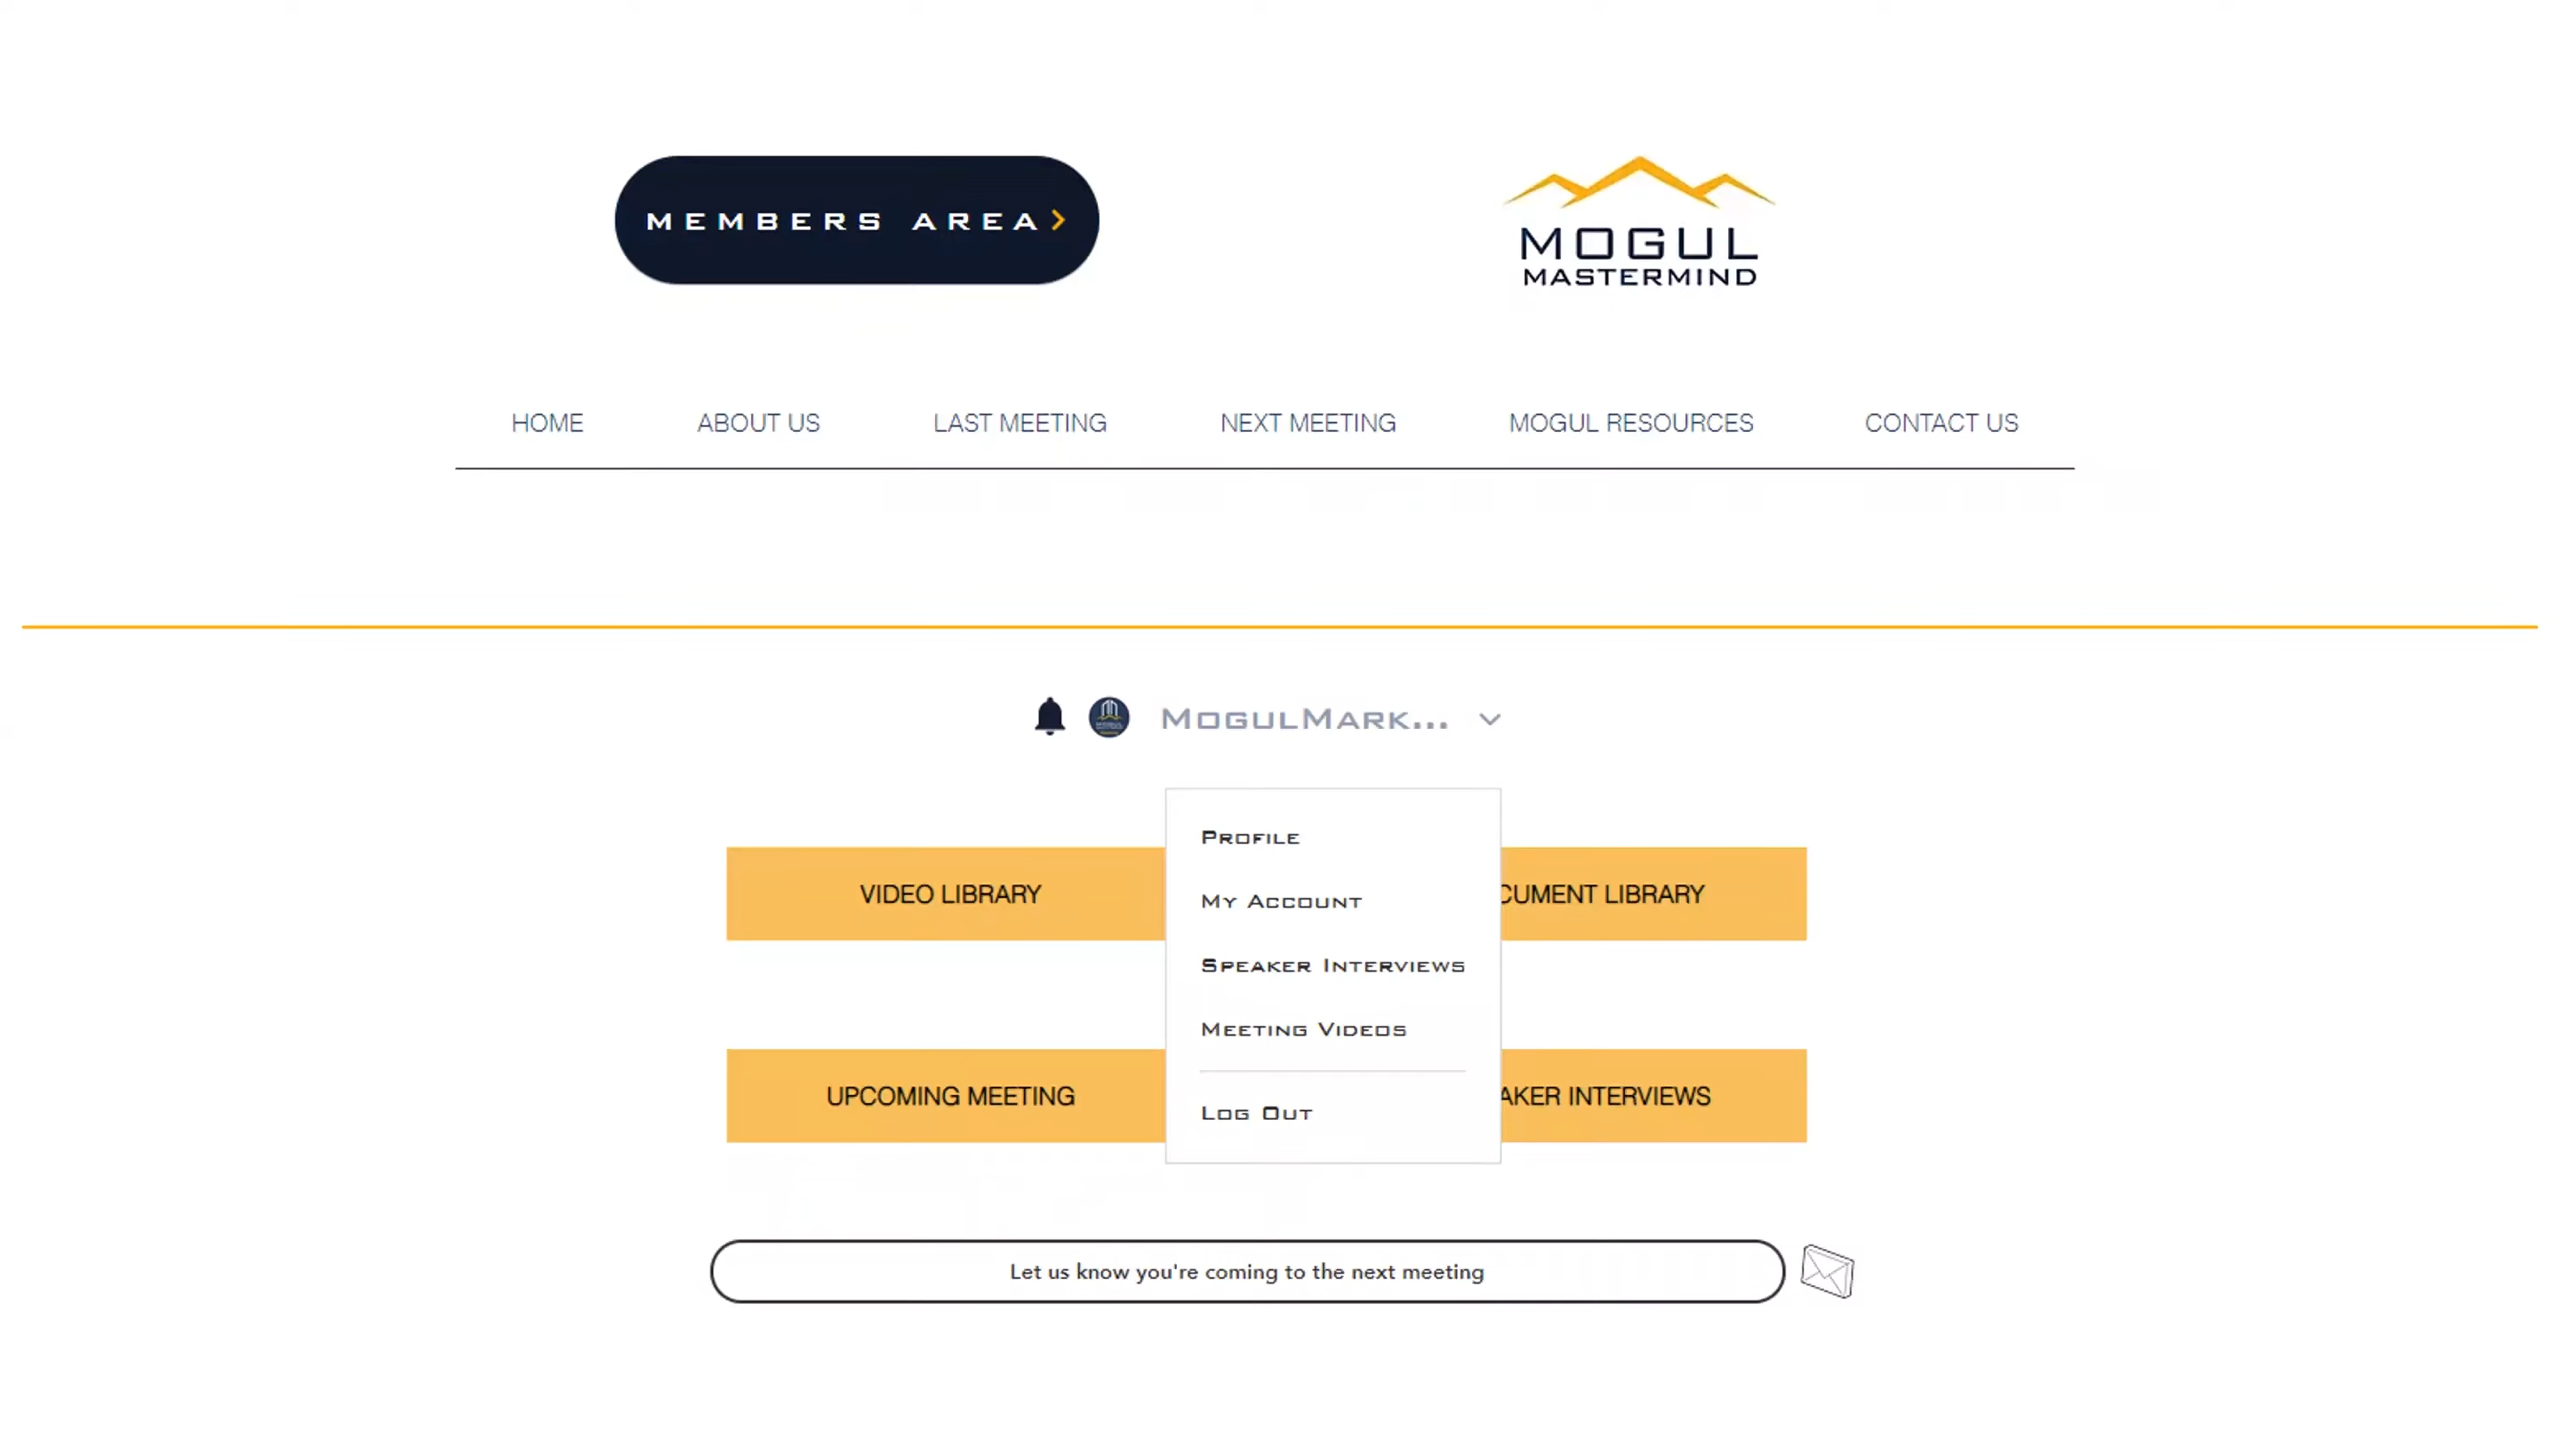 MEMBERS AREA
MOGUL
MASTERMIND
HOME
ABOUT US
LAST MEETING
NEXT MEETING
MOGUL RESOURCES
CONTACT US
MogulMark...
Profile
My Account
Speaker Interviews
Meeting Videos
Log Out
VIDEO LIBRARY
CUMENT LIBRARY
UPCOMING MEETING
AKER INTERVIEWS
Let us know you're coming to the next meeting